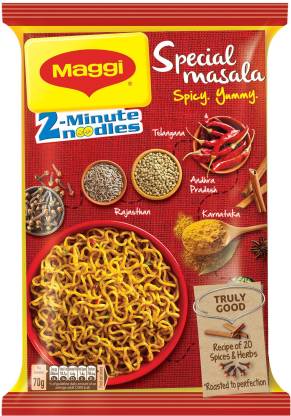 Maggi
®
Special
masala
Spicy. Yummy.
2-Minute
noodles
Telangana
Andhra
Pradesh
Rajasthan
Karnataka
TRULY
GOOD
Recipe of 20
Spices & Herbs
Roasted to perfection
70g